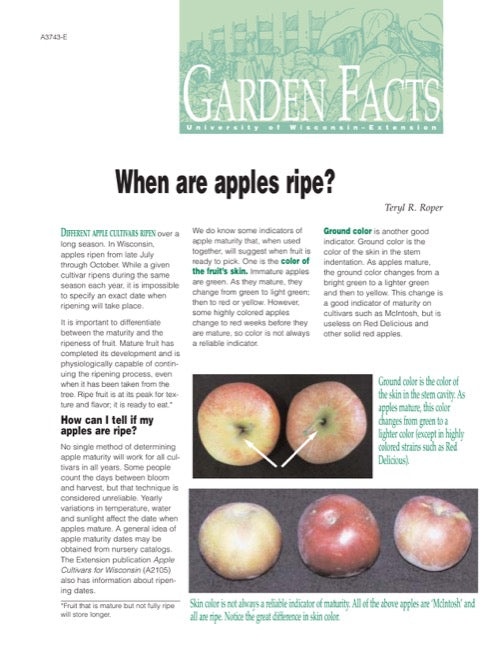 A3743-E
GARDEN FACTS
University of Wisconsin-Extension
When are apples ripe?
Teryl R. Roper
DIFFERENT APPLE CULTIVARS RIPEN over a
long season. In Wisconsin,
apples ripen from late July
through October. While a given
cultivar ripens during the same
season each year, it is impossible
to specify an exact date when
ripening will take place.
It is important to differentiate
between the maturity and the
ripeness of fruit. Mature fruit has
completed its development and is
physiologically capable of contin-
uing the ripening process, even
when it has been taken from the
tree. Ripe fruit is at its peak for tex-
ture and flavor; it is ready to eat.*
How can I tell if my
apples are ripe?
No single method of determining
apple maturity will work for all cul-
tivars in all years. Some people
count the days between bloom
and harvest, but that technique is
considered unreliable. Yearly
variations in temperature, water
and sunlight affect the date when
apples mature. A general idea of
apple maturity dates may be
obtained from nursery catalogs.
The Extension publication Apple
Cultivars for Wisconsin (A2105)
also has information about ripen-
ing dates.
*Fruit that is mature but not fully ripe
will store longer.
We do know some indicators of
apple maturity that, when used
together, will suggest when fruit is
ready to pick. One is the color of
the fruit's skin. Immature apples
are green. As they mature, they
change from green to light green;
then to red or yellow. However,
some highly colored apples
change to red weeks before they
are mature, so color is not always
a reliable indicator.
Ground color is another good
indicator. Ground color is the
color of the skin in the stem
indentation. As apples mature,
the ground color changes from a
bright green to a lighter green
and then to yellow. This change is
a good indicator of maturity on
cultivars such as McIntosh, but is
useless on Red Delicious and
other solid red apples.
Ground color is the color of
the skin in the stem cavity. As
apples mature, this color
changes from green to a
lighter color (except in highly
colored strains such as Red
Delicious).
Skin color is not always a reliable indicator of maturity. All of the above apples are 'McIntosh' and
all are ripe. Notice the great difference in skin color.